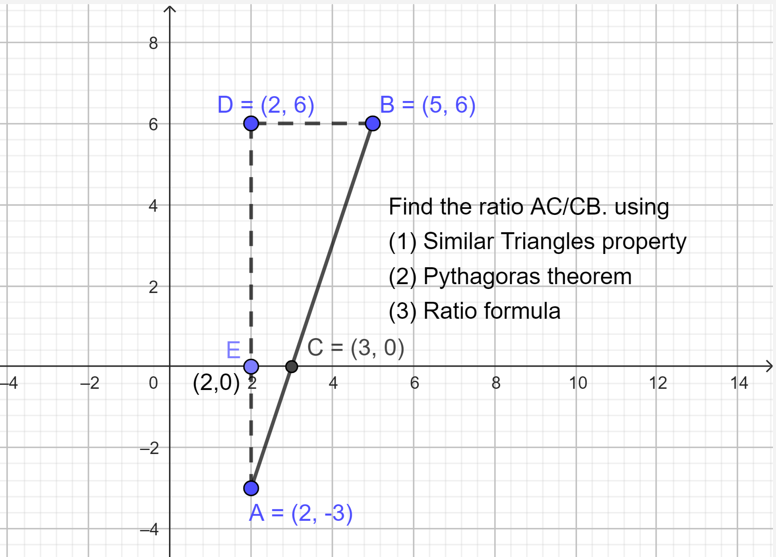 8
D = (2, 6)
B = (5, 6)
6
4
Find the ratio AC/CB. using
(1) Similar Triangles property
(2) Pythagoras theorem
(3) Ratio formula
2
E
C = (3, 0)
–4 –2 0 (2,0) 2 4 6 8 10 12 14
–2
A = (2, -3)
–4